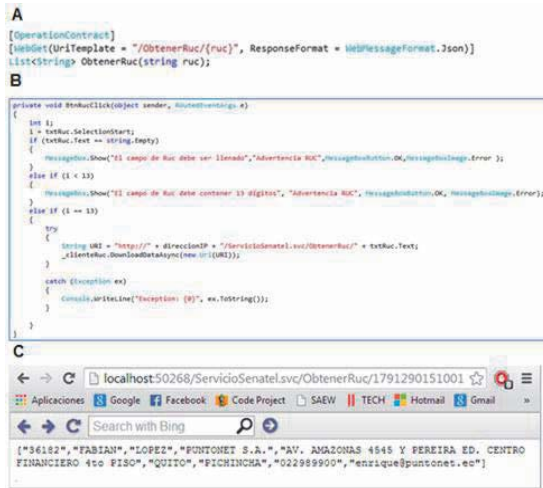 A
[OperationContract]
[WebGet(UriTemplate = "/ObtenerRuc/{ruc}", ResponseFormat = WebMessageFormat.Json)]
List<String> ObtenerRuc(string ruc);
B
private void BtnRucClick(object sender, RoutedEventArgs e)
{
int i;
i = txtRuc.SelectionStart;
if (txtRuc.Text == string.Empty)
{
MessageBox.Show("El campo de Ruc debe ser llenado","Advertencia RUC",MessageBoxButton.OK,MessageBoxImage.Error );
}
else if (i < 13)
{
MessageBox.Show("El campo de Ruc debe contener 13 dígitos", "Advertencia RUC", MessageBoxButton.OK, MessageBoxImage.Error);
}
else if (i == 13)
{
try
{
String URI = "http://" + direccionIP + "/ServicioSenatel.svc/ObtenerRuc/" + txtRuc.Text;
_clienteRuc.DownloadDataAsync(new Uri(URI));
}
catch (Exception ex)
{
Console.WriteLine("Exception: {0}", ex.ToString());
}
}
}
C
localhost:50268/ServicioSenatel.svc/ObtenerRuc/1791290151001
Aplicaciones Google Facebook Code Project SAEW TECH Hotmail Gmail »
Search with Bing
["36182","FABIAN","LOPEZ","PUNTONET S.A.","AV. AMAZONAS 4545 Y PEREIRA ED. CENTRO
FINANCIERO 4to PISO","QUITO","PICHINCHA","022989900","enrique@puntonet.ec"]